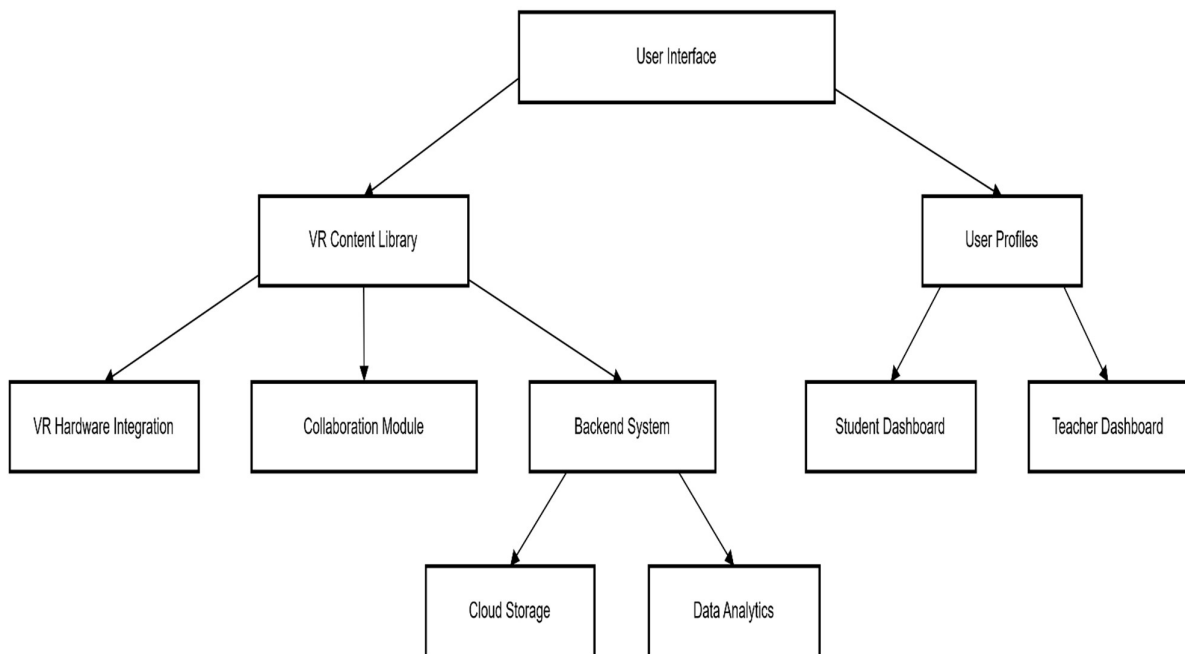 User Interface
VR Content Library
User Profiles
VR Hardware Integration
Collaboration Module
Backend System
Student Dashboard
Teacher Dashboard
Cloud Storage
Data Analytics